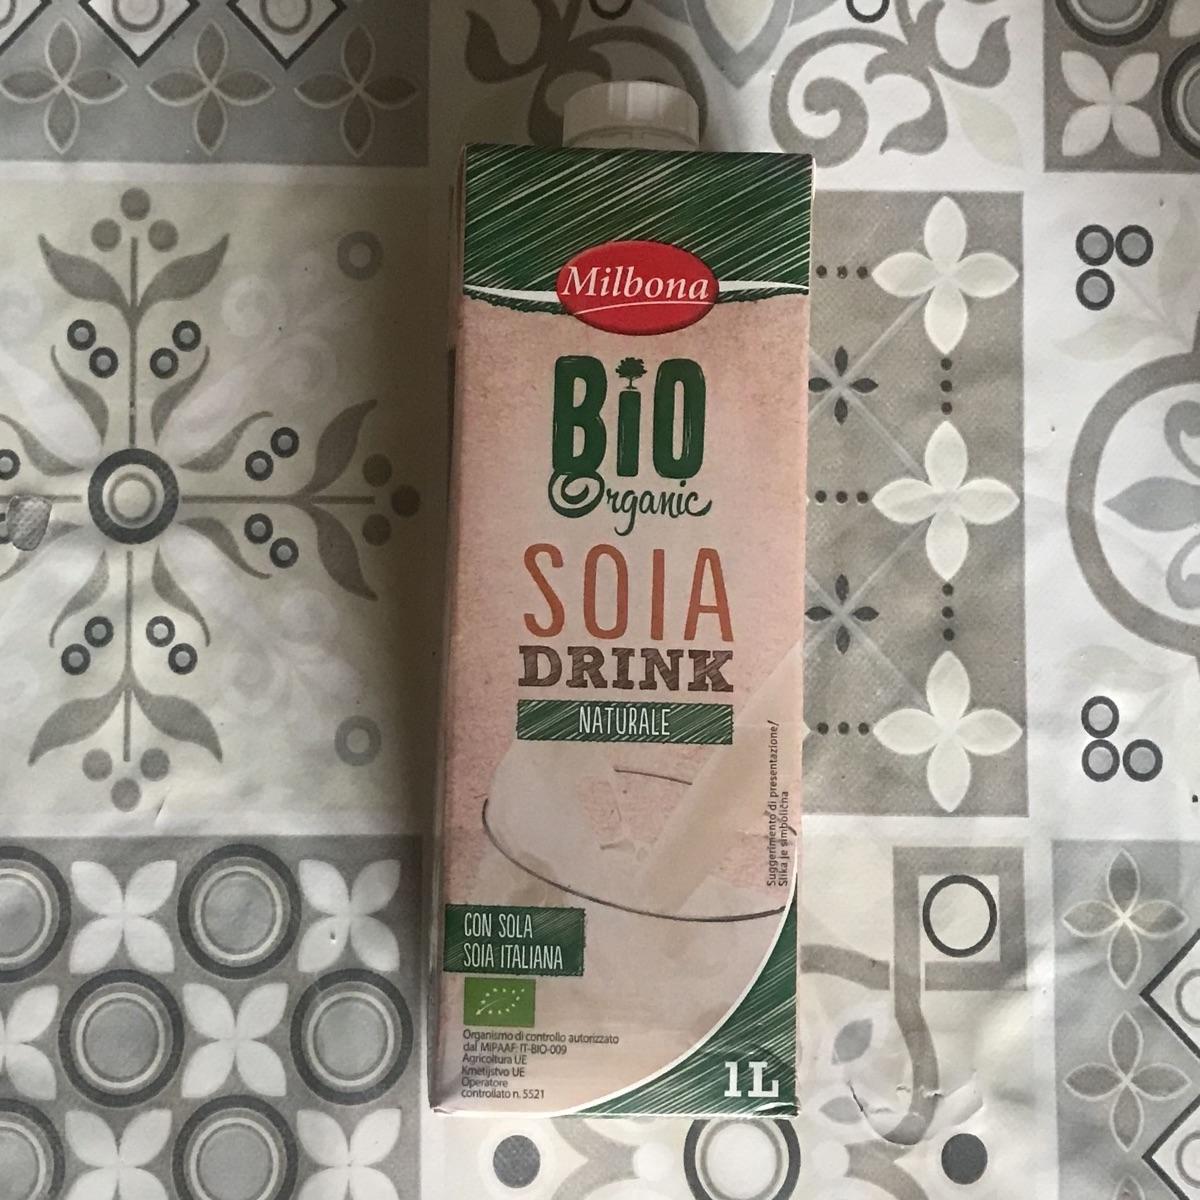 Milbona
BiO
Organic
SOIA
DRINK
NATURALE
Suggerimento di presentazione/
Slika je simbolična
CON SOLA
SOIA ITALIANA
Organismo di controllo autorizzato
dal MIPAAF: IT-BIO-009
Agricoltura UE
Kmetijstvo UE
Operatore
controllato n. 5521
1L